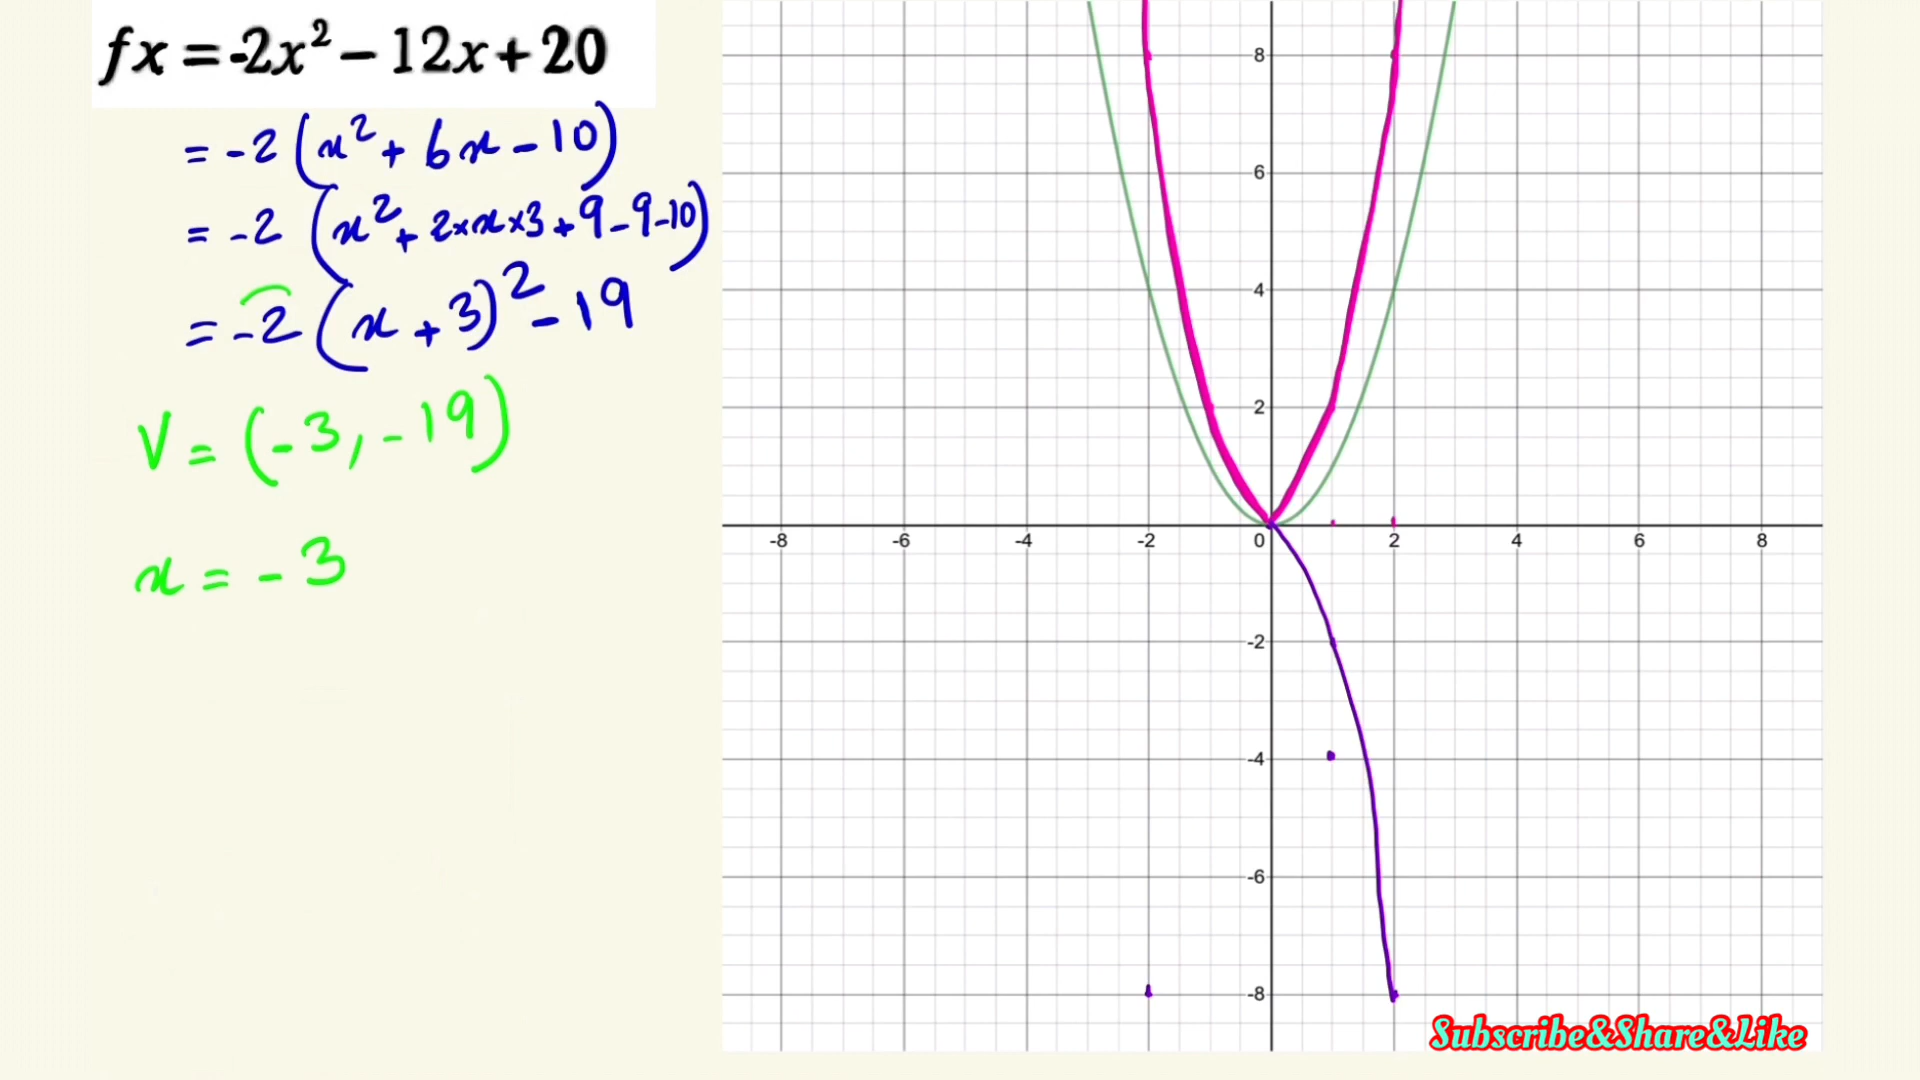 fx = -2x² − 12x + 20
= -2 (x² + 6x - 10)
= -2 (x² + 2×x×3 + 9 - 9 - 10)
= -2 (x + 3)² - 19
V = (-3, -19)
x = - 3
8
6
4
2
-8 -6 -4 -2 0 2 4 6 8
-2
-4
-6
-8
Subscribe&Share&Like